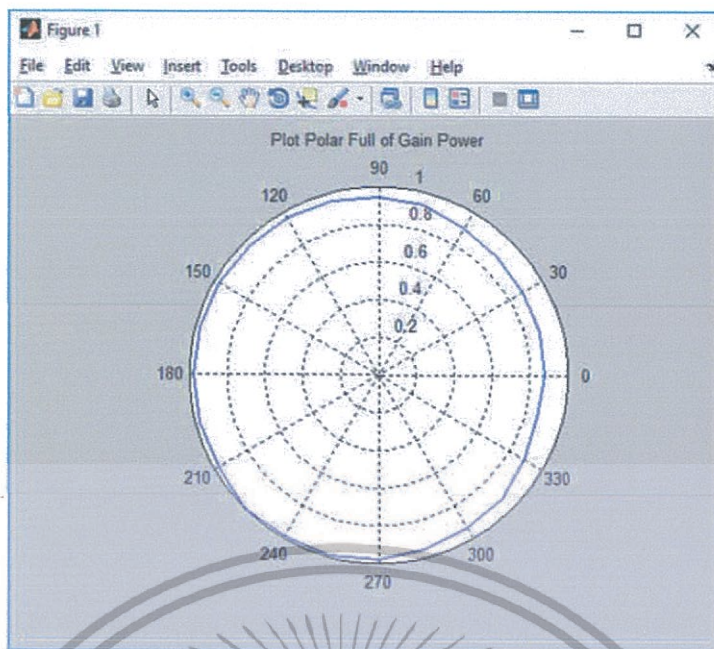 Figure 1
File Edit View Insert Tools Desktop Window Help
Plot Polar Full of Gain Power
90
120 1 60
0.8
0.6
150 30
0.4
0.2
180 0
210 330
240 300
270